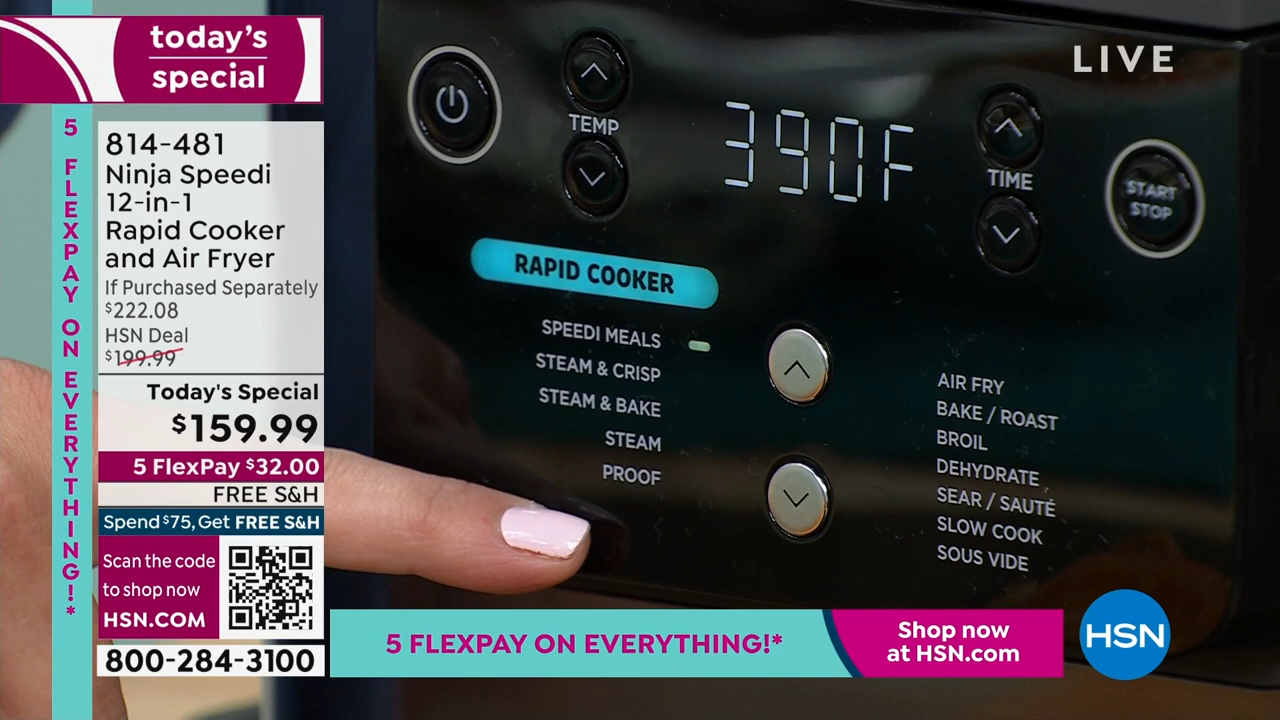 today's
special
5 FLEXPAY ON EVERYTHING!*
814-481
Ninja Speedi
12-in-1
Rapid Cooker
and Air Fryer
If Purchased Separately
$222.08
HSN Deal
$199.99
Today's Special
$159.99
5 FlexPay $32.00
FREE S&H
Spend $75, Get FREE S&H
Scan the code
to shop now
HSN.COM
800-284-3100
LIVE
TEMP
390F
TIME
START
STOP
RAPID COOKER
SPEEDI MEALS
STEAM & CRISP
STEAM & BAKE
STEAM
PROOF
AIR FRY
BAKE / ROAST
BROIL
DEHYDRATE
SEAR / SAUTÉ
SLOW COOK
SOUS VIDE
5 FLEXPAY ON EVERYTHING!*
Shop now
at HSN.com
HSN